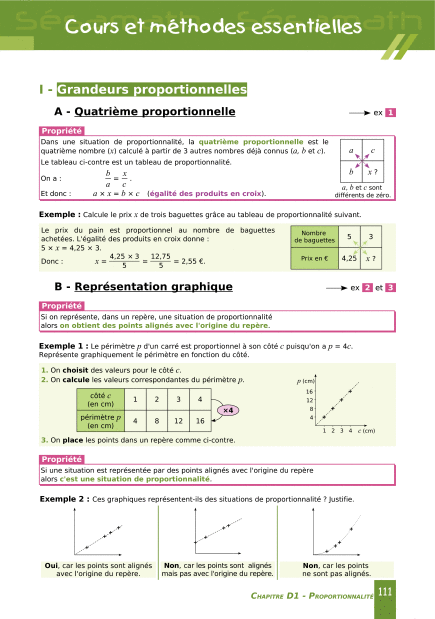 Cours et méthodes essentielles
I - Grandeurs proportionnelles
A - Quatrième proportionnelle
ex 1
Propriété
Dans une situation de proportionnalité, la quatrième proportionnelle est le
quatrième nombre (x) calculé à partir de 3 autres nombres déjà connus (a, b et c).
Le tableau ci-contre est un tableau de proportionnalité.
On a : b/a = x/c .
Et donc : a × x = b × c (égalité des produits en croix).
a c
b x ?
a, b et c sont
différents de zéro.
Exemple : Calcule le prix x de trois baguettes grâce au tableau de proportionnalité suivant.
Le prix du pain est proportionnel au nombre de baguettes
achetées. L'égalité des produits en croix donne :
5 × x = 4,25 × 3.
Donc : x = 4,25 × 3 / 5 = 12,75 / 5 = 2,55 €.
Nombre
de baguettes 5 3
Prix en € 4,25 x ?
B - Représentation graphique
ex 2 et 3
Propriété
Si on représente, dans un repère, une situation de proportionnalité
alors on obtient des points alignés avec l'origine du repère.
Exemple 1 : Le périmètre p d'un carré est proportionnel à son côté c puisqu'on a p = 4c.
Représente graphiquement le périmètre en fonction du côté.
1. On choisit des valeurs pour le côté c.
2. On calcule les valeurs correspondantes du périmètre p.
côté c
(en cm) 1 2 3 4
périmètre p
(en cm) 4 8 12 16
×4
3. On place les points dans un repère comme ci-contre.
p (cm)
16
12
8
4
1 2 3 4 c (cm)
Propriété
Si une situation est représentée par des points alignés avec l'origine du repère
alors c'est une situation de proportionnalité.
Exemple 2 : Ces graphiques représentent-ils des situations de proportionnalité ? Justifie.
Oui, car les points sont alignés
avec l'origine du repère.
Non, car les points sont alignés
mais pas avec l'origine du repère.
Non, car les points
ne sont pas alignés.
Chapitre D1 - Proportionnalité
111